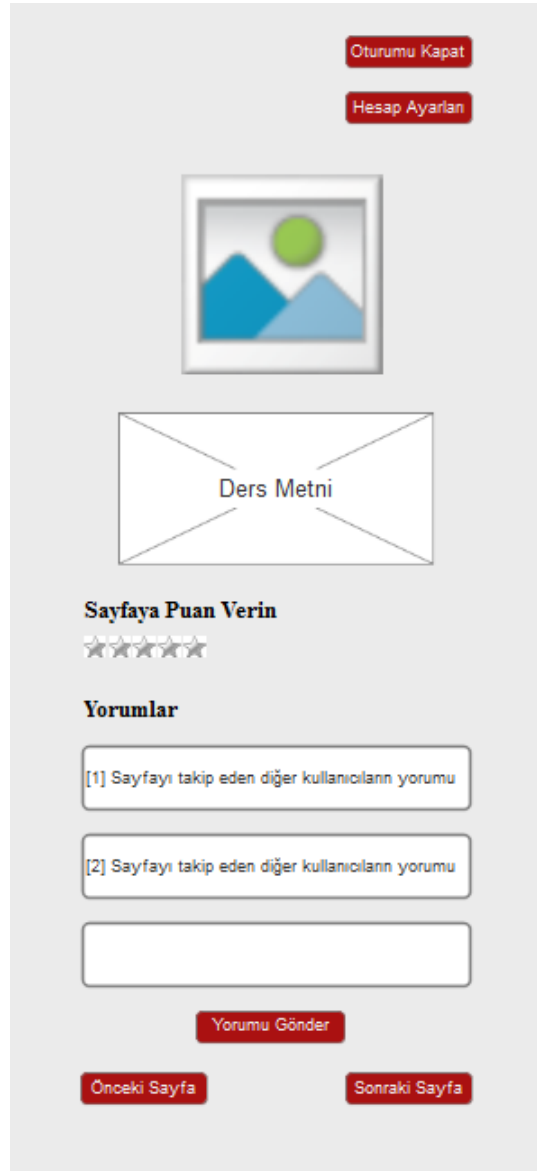 Oturumu Kapat
Hesap Ayarları
Ders Metni
Sayfaya Puan Verin
Yorumlar
[1] Sayfayı takip eden diğer kullanıcıların yorumu
[2] Sayfayı takip eden diğer kullanıcıların yorumu
Yorumu Gönder
Önceki Sayfa
Sonraki Sayfa